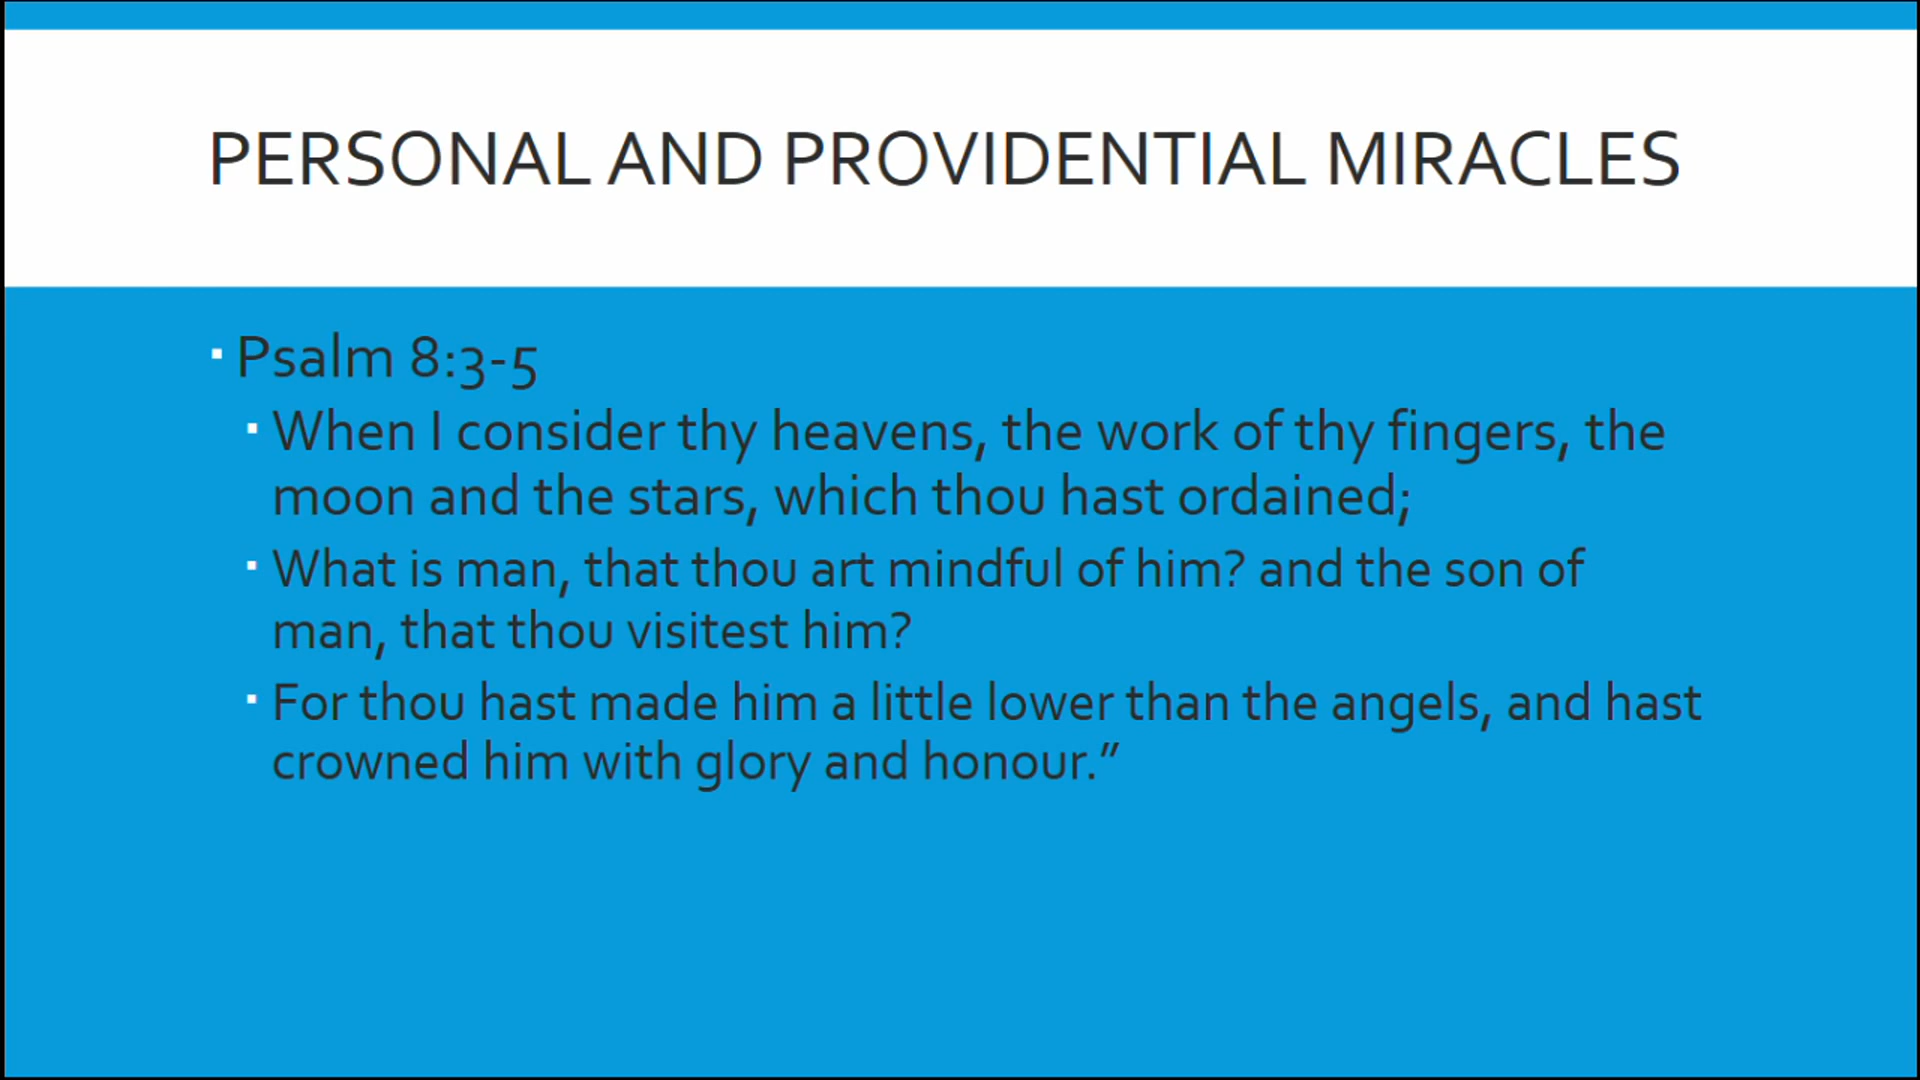 PERSONAL AND PROVIDENTIAL MIRACLES
Psalm 8:3-5
When I consider thy heavens, the work of thy fingers, the
moon and the stars, which thou hast ordained;
What is man, that thou art mindful of him? and the son of
man, that thou visitest him?
For thou hast made him a little lower than the angels, and hast
crowned him with glory and honour.”